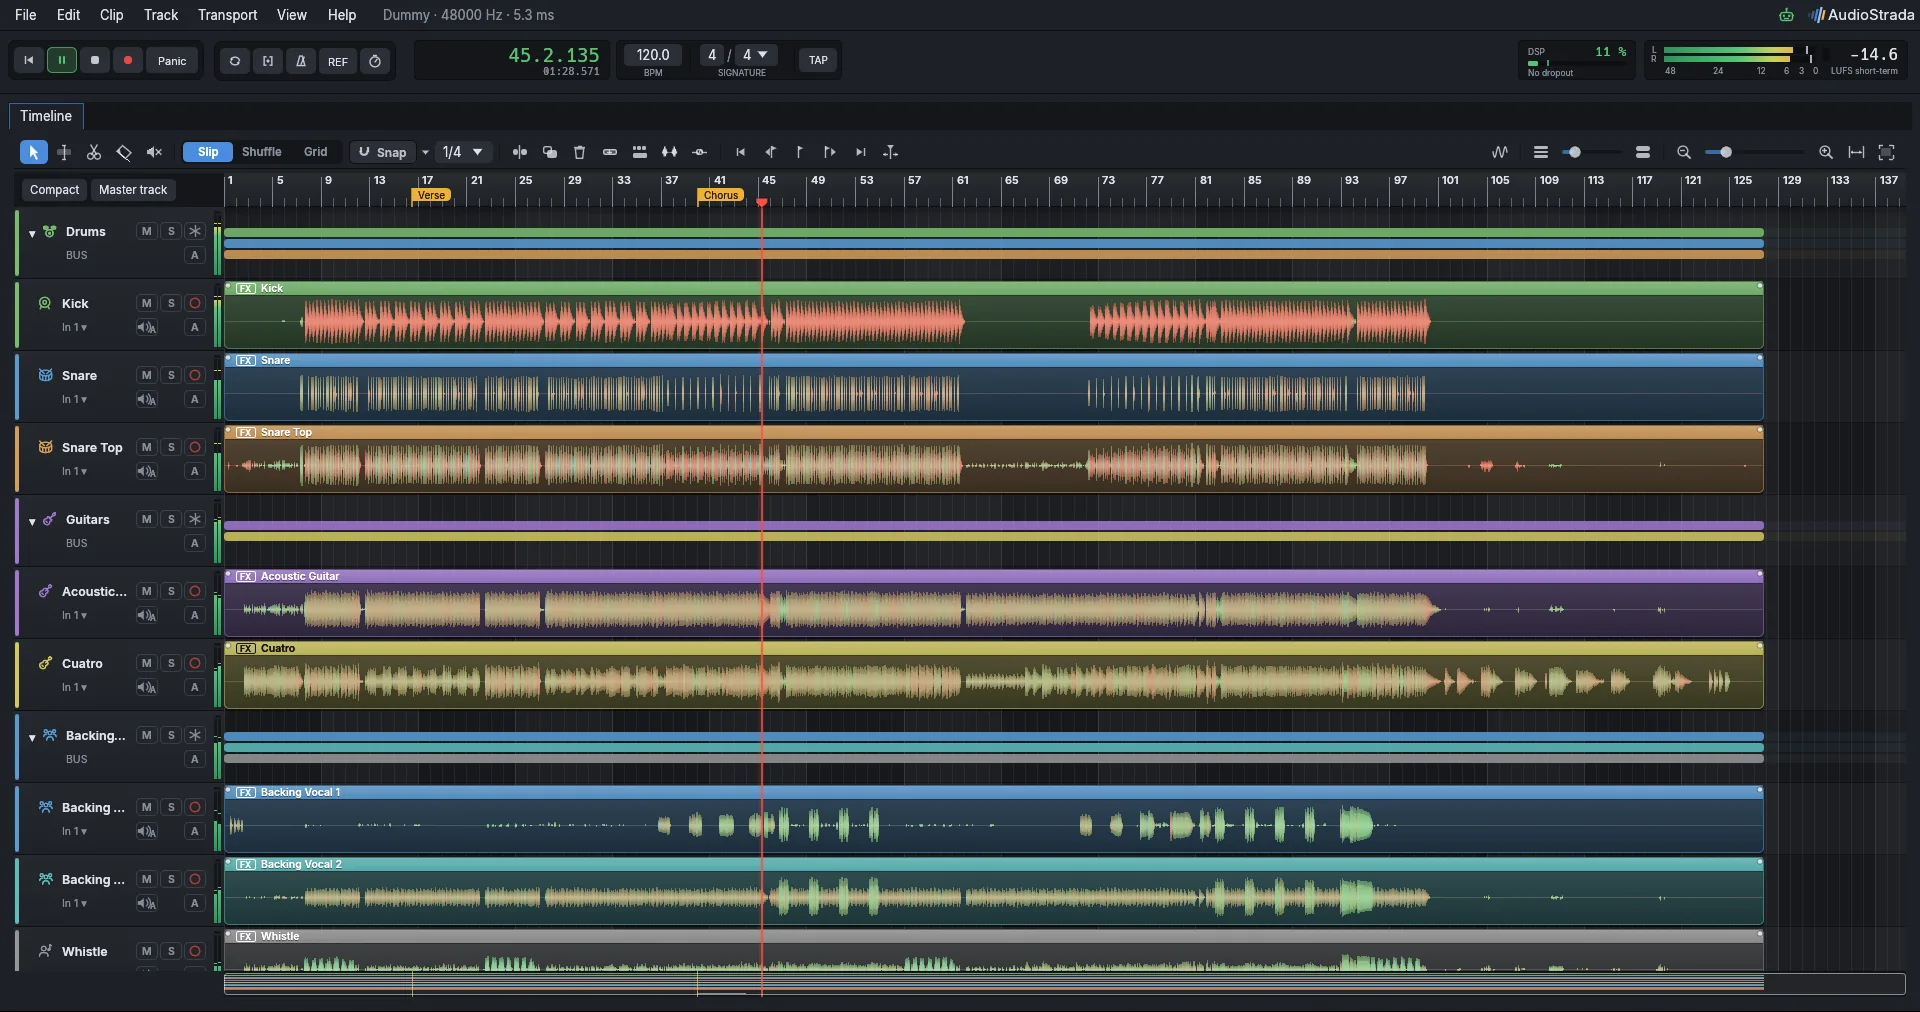 File Edit Clip Track Transport View Help Dummy · 48000 Hz · 5.3 ms AudioStrada
Panic REF 45.2.135 01:28.571 120.0 BPM 4 / 4 SIGNATURE TAP DSP 11 % No dropout L R 48 24 12 6 3 0 -14.6 LUFS short-term
Timeline
Slip Shuffle Grid Snap 1/4
Compact Master track 1 5 9 13 17 21 25 29 33 37 41 45 49 53 57 61 65 69 73 77 81 85 89 93 97 101 105 109 113 117 121 125 129 133 137
Verse Chorus
Drums M S
BUS A
Kick M S FX Kick
In 1 A
Snare M S FX Snare
In 1 A
Snare Top M S FX Snare Top
In 1 A
Guitars M S
BUS A
Acoustic... M S FX Acoustic Guitar
In 1 A
Cuatro M S FX Cuatro
In 1 A
Backing... M S
BUS A
Backing ... M S FX Backing Vocal 1
In 1 A
Backing ... M S FX Backing Vocal 2
In 1 A
Whistle M S FX Whistle